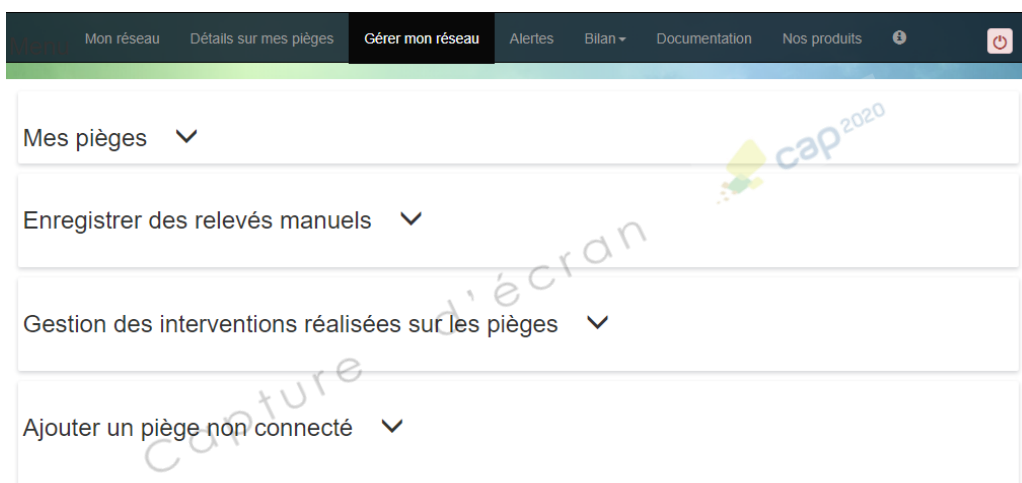 Mon réseau Détails sur mes pièges Gérer mon réseau Alertes Bilan Documentation Nos produits
Mes pièges
cap2020
Enregistrer des relevés manuels
Gestion des interventions réalisées sur les pièges
Ajouter un piège non connecté
Capture d'écran